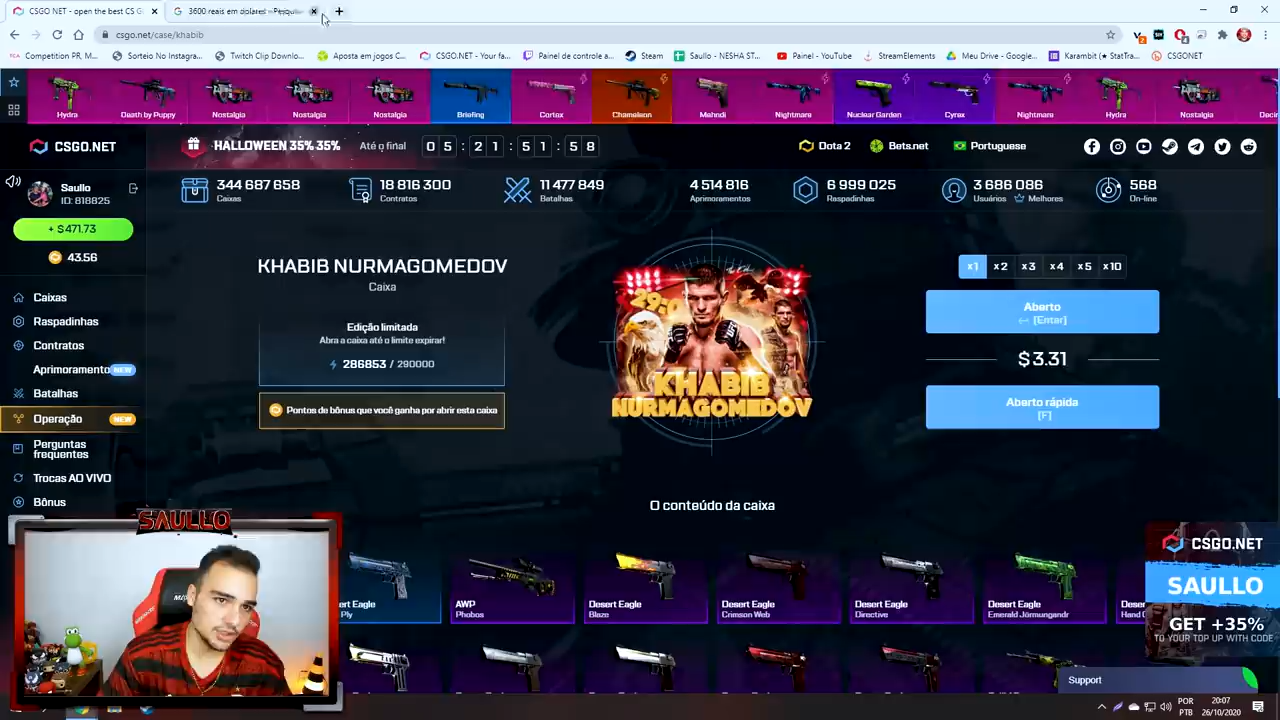 CSGO.NET - open the best CS G
3600 reais em dolares - Pesqu
csgo.net/case/khabib
Competition PR, M...
Sorteio No Instagra...
Twitch Clip Downlo...
Aposta em jogos C...
CSGO.NET - Your fa...
Painel de controle a...
Steam
Saullo - NESHA ST...
Painel - YouTube
StreamElements
Meu Drive - Google...
Karambit (★ StatTra...
CSGONET
Hydra
Death by Puppy
Nostalgia
Nostalgia
Nostalgia
Briefing
Cortex
Chameleon
Mehndi
Nightmare
Nuclear Garden
Cyrex
Nightmare
Hydra
Nostalgia
CSGO.NET
HALLOWEEN 35% 35%
Até o final
05:21:51:58
Dota 2
Bets.net
Portuguese
Saullo
ID: 818825
+ $471.73
43.56
344 687 658
Caixas
18 816 300
Contratos
11 477 849
Batalhas
4 514 816
Aprimoramentos
6 999 025
Raspadinhas
3 686 086
Usuários
Melhores
568
On-line
Caixas
Raspadinhas
Contratos
Aprimoramento NEW
Batalhas
Operação NEW
Perguntas
frequentes
Trocas AO VIVO
Bônus
KHABIB NURMAGOMEDOV
Caixa
Edição limitada
Abra a caixa até o limite expirar!
286853 / 290000
Pontos de bônus que você ganha por abrir esta caixa
29:0
UFC
KHABIB
NURMAGOMEDOV
x1
x2
x3
x4
x5
x10
Aberto
[Enter]
$3.31
Aberto rápida
[F]
O conteúdo da caixa
SAULLO
rt Eagle
Ply
AWP
Phobos
Desert Eagle
Blaze
Desert Eagle
Crimson Web
Desert Eagle
Directive
Desert Eagle
Emerald Jörmungandr
CSGO.NET
SAULLO
GET +35%
TO YOUR TOP UP WITH CODE
Support
POR
PTB
20:07
26/10/2020